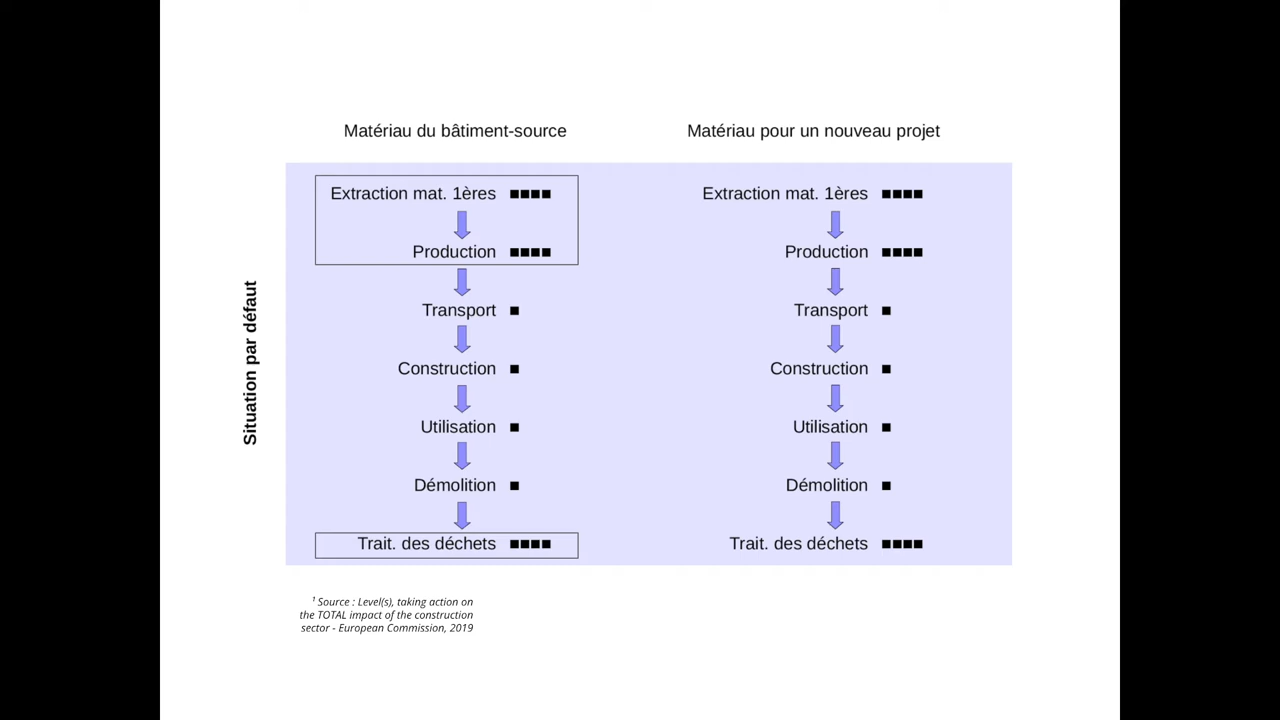 Matériau du bâtiment-source
Matériau pour un nouveau projet
Situation par défaut
Extraction mat. 1ères ■■■■
Production ■■■■
Transport ■
Construction ■
Utilisation ■
Démolition ■
Trait. des déchets ■■■■
Extraction mat. 1ères ■■■■
Production ■■■■
Transport ■
Construction ■
Utilisation ■
Démolition ■
Trait. des déchets ■■■■
¹ Source : Level(s), taking action on
the TOTAL impact of the construction
sector - European Commission, 2019